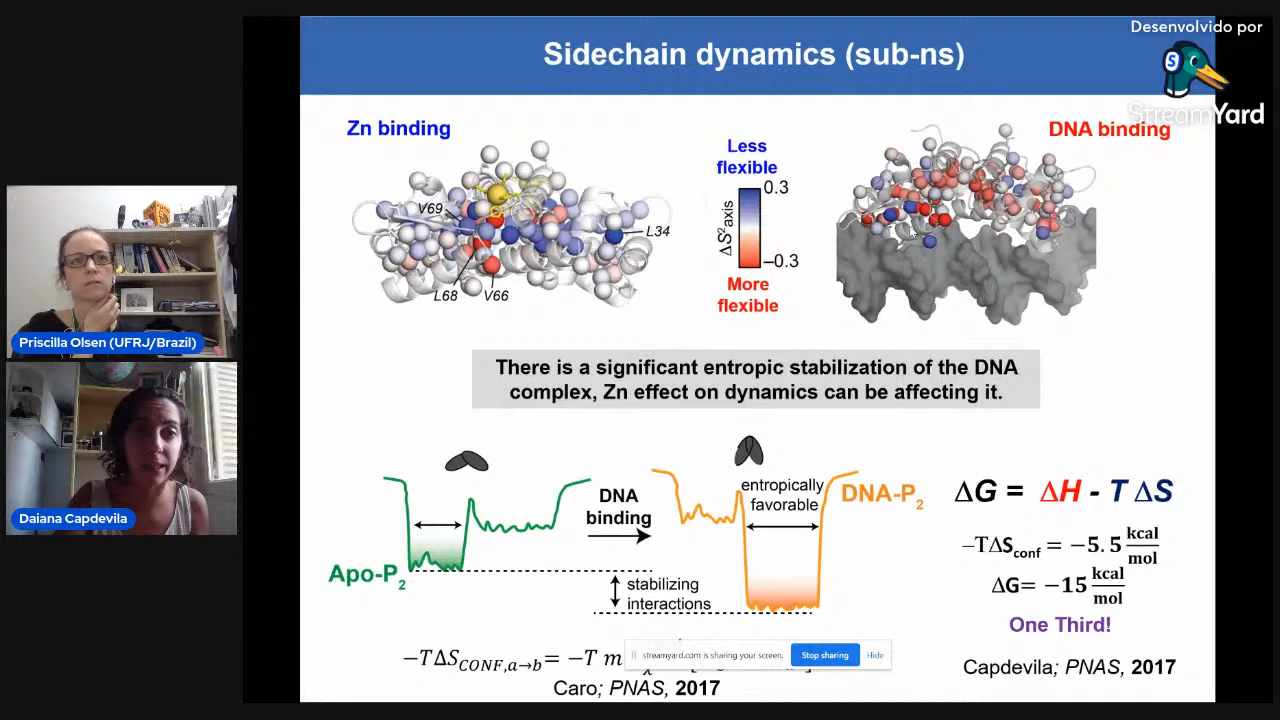 Desenvolvido por
StreamYard
Sidechain dynamics (sub-ns)
Zn binding
DNA binding
Less
flexible
0.3
ΔS²axis
–0.3
More
flexible
V69
L34
L68
V66
Priscilla Olsen (UFRJ/Brazil)
Daiana Capdevila
There is a significant entropic stabilization of the DNA
complex, Zn effect on dynamics can be affecting it.
DNA
binding
entropically
favorable
DNA-P₂
Apo-P₂
stabilizing
interactions
ΔG = ΔH - T ΔS
−TΔSconf = −5.5 kcal/mol
ΔG= −15 kcal/mol
One Third!
−TΔS_CONF,a→b = −T m
streamyard.com is sharing your screen.
Stop sharing
Hide
Caro; PNAS, 2017
Capdevila; PNAS, 2017